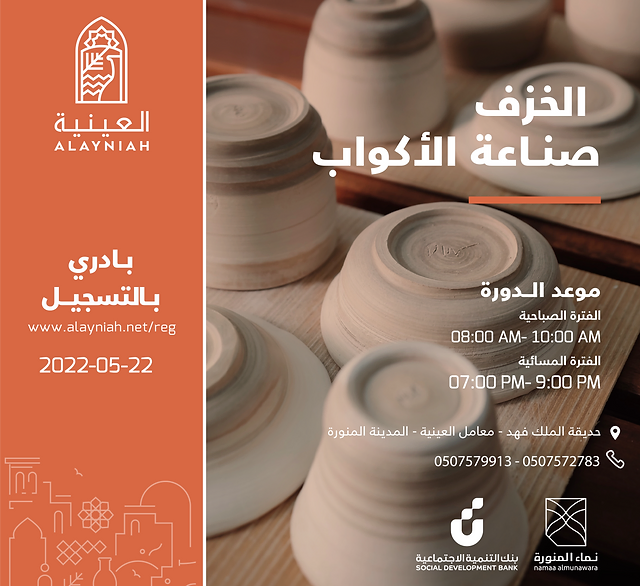 العينية
ALAYNIAH
الخزف
صناعة الأكواب
بادري
بالتسجيل
www.alayniah.net/reg
2022-05-22
موعد الدورة
الفترة الصباحية
08:00 AM- 10:00 AM
الفترة المسائية
07:00 PM- 9:00 PM
حديقة الملك فهد - معامل العينية - المدينة المنورة
0507579913 - 0507572783
بنك التنمية الاجتماعية
SOCIAL DEVELOPMENT BANK
نماء المنورة
namaa almunawara